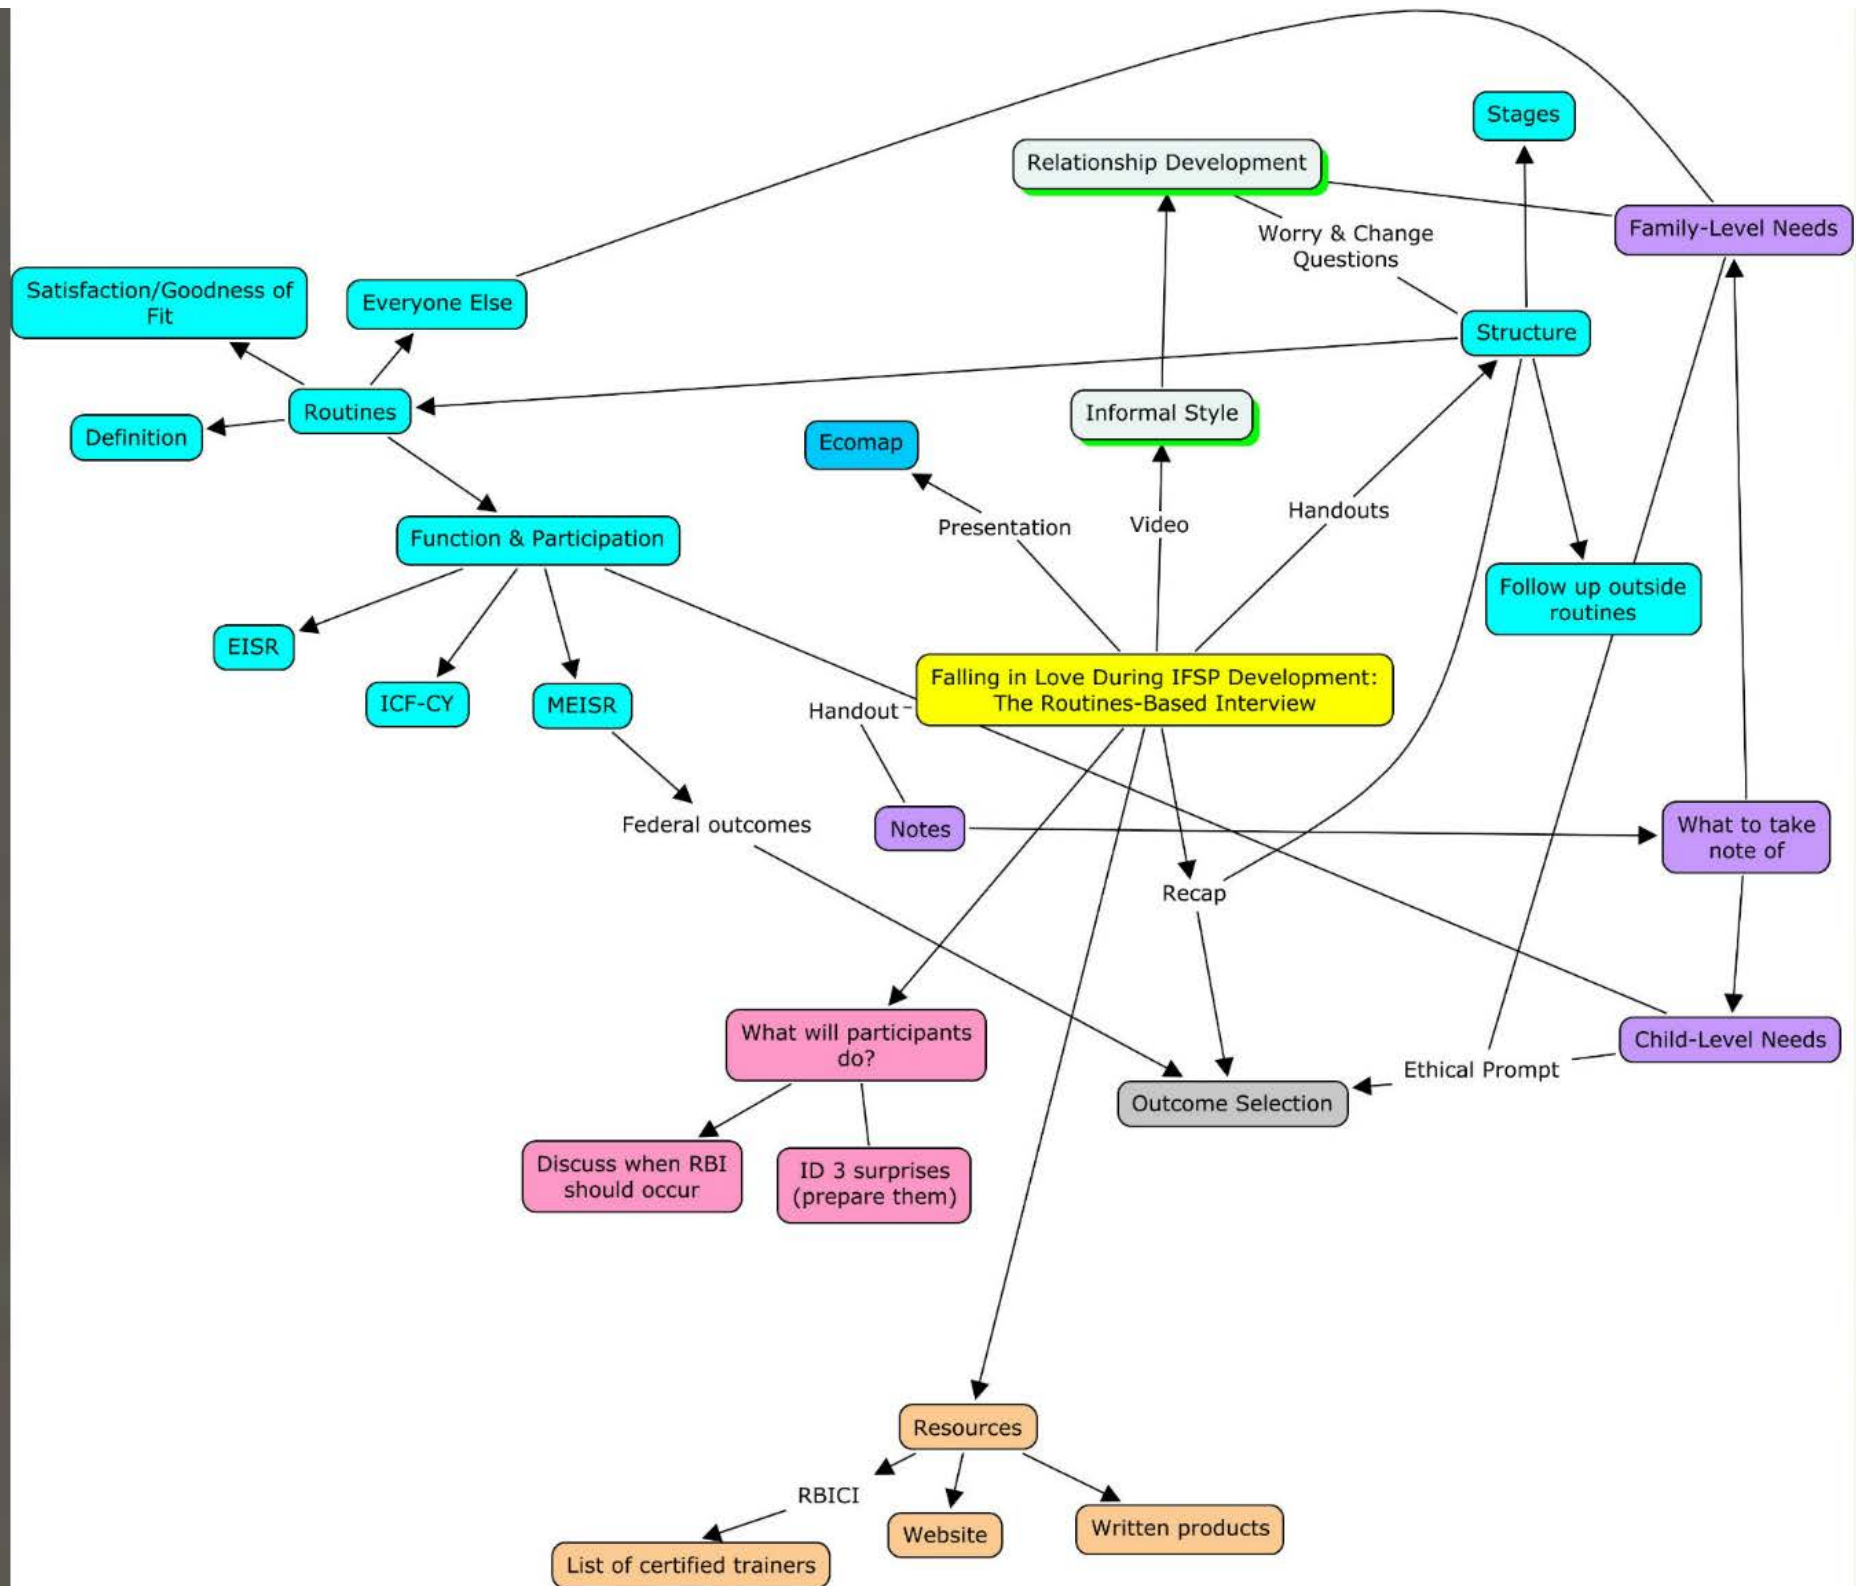 Stages
Relationship Development
Family-Level Needs
Worry & Change
Questions
Satisfaction/Goodness of
Fit
Everyone Else
Structure
Routines
Informal Style
Definition
Ecomap
Handouts
Presentation
Video
Function & Participation
Follow up outside
routines
EISR
Falling in Love During IFSP Development:
The Routines-Based Interview
ICF-CY
MEISR
Handout
Federal outcomes
Notes
What to take
note of
Recap
What will participants
do?
Child-Level Needs
Ethical Prompt
Outcome Selection
Discuss when RBI
should occur
ID 3 surprises
(prepare them)
Resources
RBICI
Website
Written products
List of certified trainers